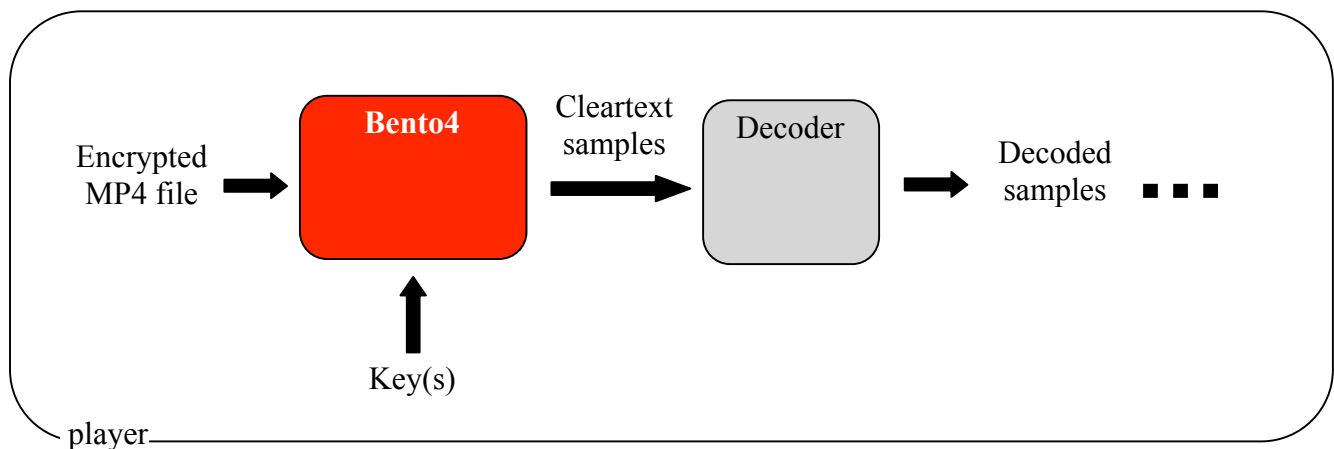 Encrypted
MP4 file
Bento4
Cleartext
samples
Decoder
Decoded
samples
Key(s)
player